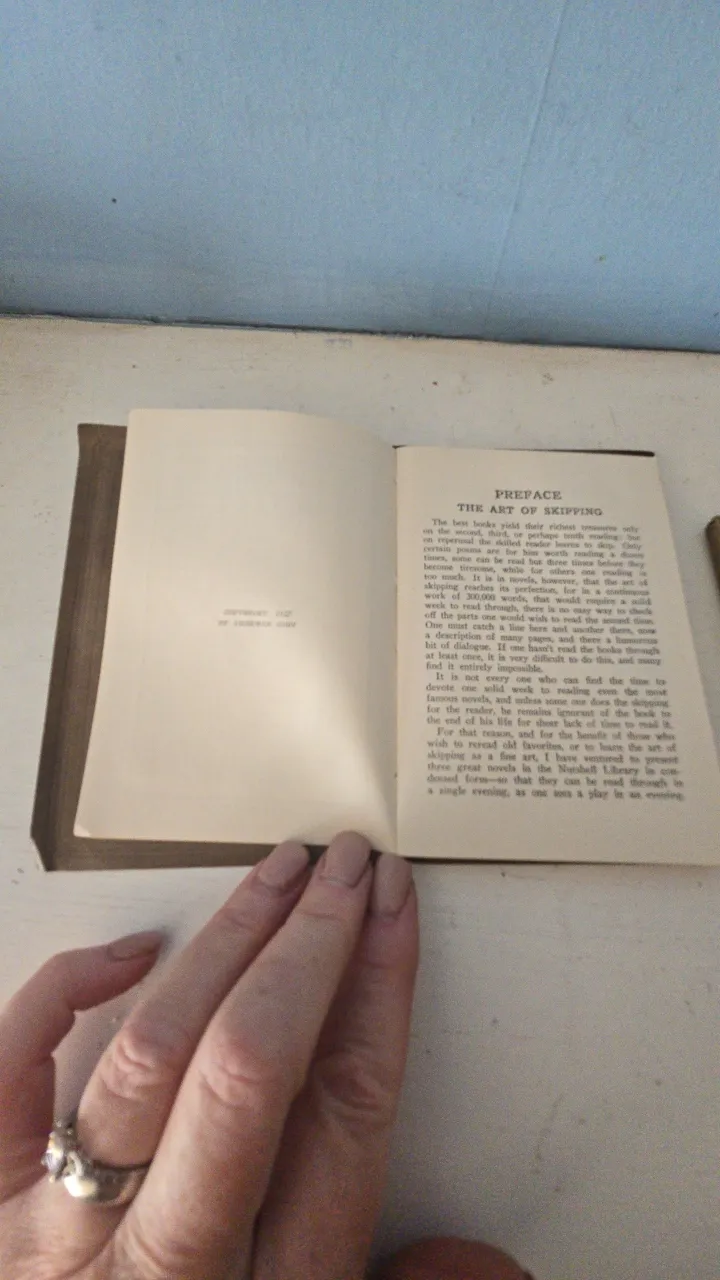 COPYRIGHT 1927
BY SHERWIN CODY
PREFACE
THE ART OF SKIPPING
The best books yield their richest treasures only
on the second, third, or perhaps tenth reading; but
on reperusal the skilled reader learns to skip. Only
certain poems are for him worth reading a dozen
times, some can be read but three times before they
become tiresome, while for others one reading is
too much. It is in novels, however, that the art of
skipping reaches its perfection, for in a continuous
work of 300,000 words, that would require a solid
week to read through, there is no easy way to check
off the parts one would wish to read the second time.
One must catch a line here and another there, now
a description of many pages, and there a humorous
bit of dialogue. If one hasn't read the books through
at least once, it is very difficult to do this, and many
find it entirely impossible.
It is not every one who can find the time to
devote one solid week to reading even the most
famous novels, and unless some one does the skipping
for the reader, he remains ignorant of the book to
the end of his life for sheer lack of time to read it.
For that reason, and for the benefit of those who
wish to reread old favorites, or to learn the art of
skipping as a fine art, I have ventured to present
three great novels in the Nutshell Library in con-
densed form—so that they can be read through in
a single evening, as one sees a play in an evening.